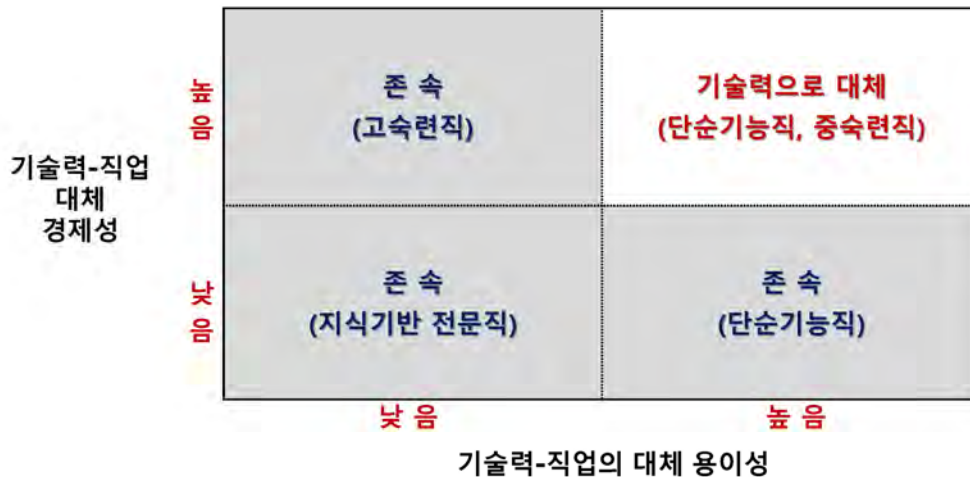 높음
기술력-직업
대체
경제성
낮음
존 속
(고숙련직)
기술력으로 대체
(단순기능직, 중숙련직)
존 속
(지식기반 전문직)
존 속
(단순기능직)
낮 음
높 음
기술력-직업의 대체 용이성